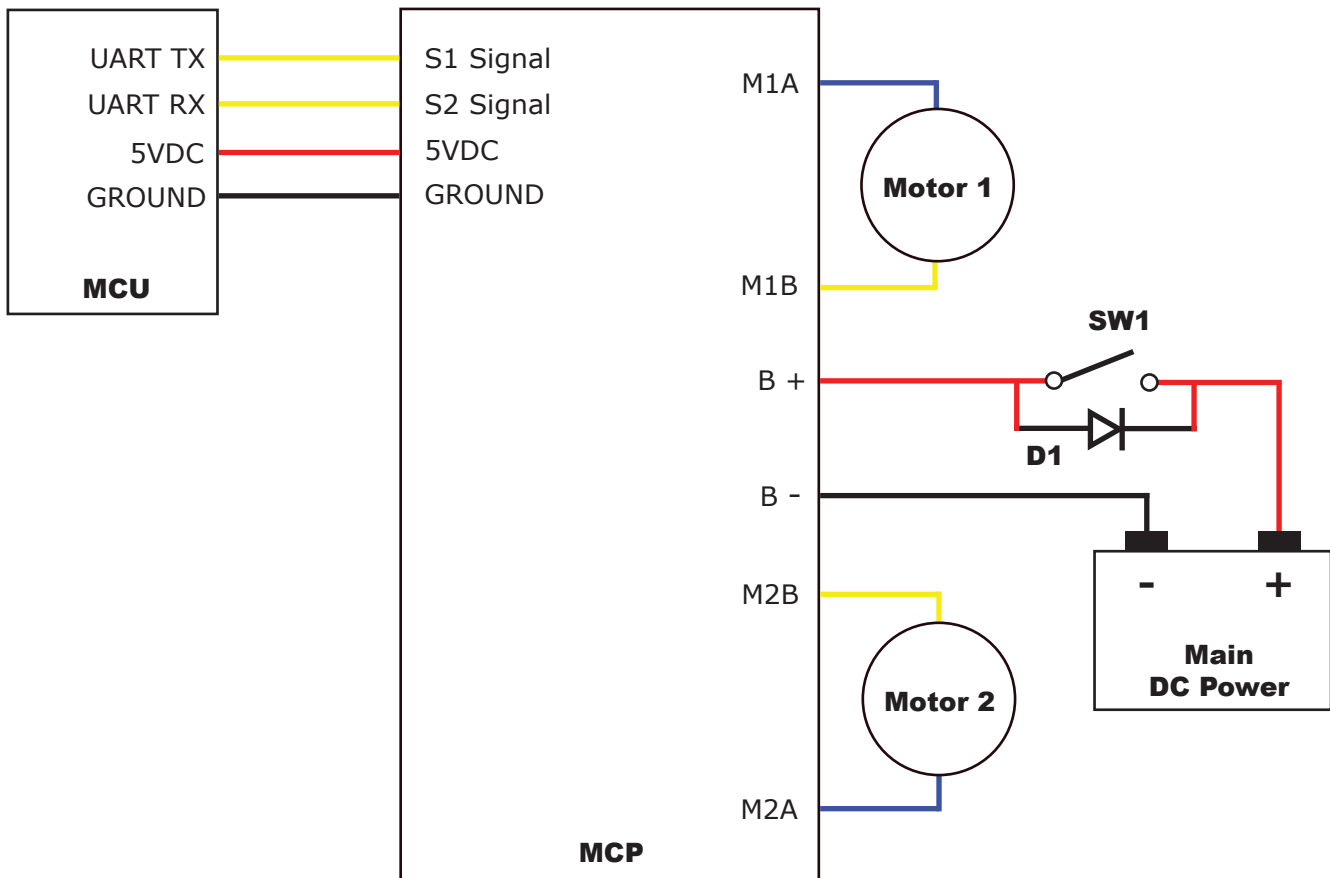 UART TX
UART RX
5VDC
GROUND
MCU
S1 Signal
S2 Signal
5VDC
GROUND
M1A
M1B
B +
B -
M2B
M2A
MCP
Motor 1
SW1
D1
- +
Main
DC Power
Motor 2